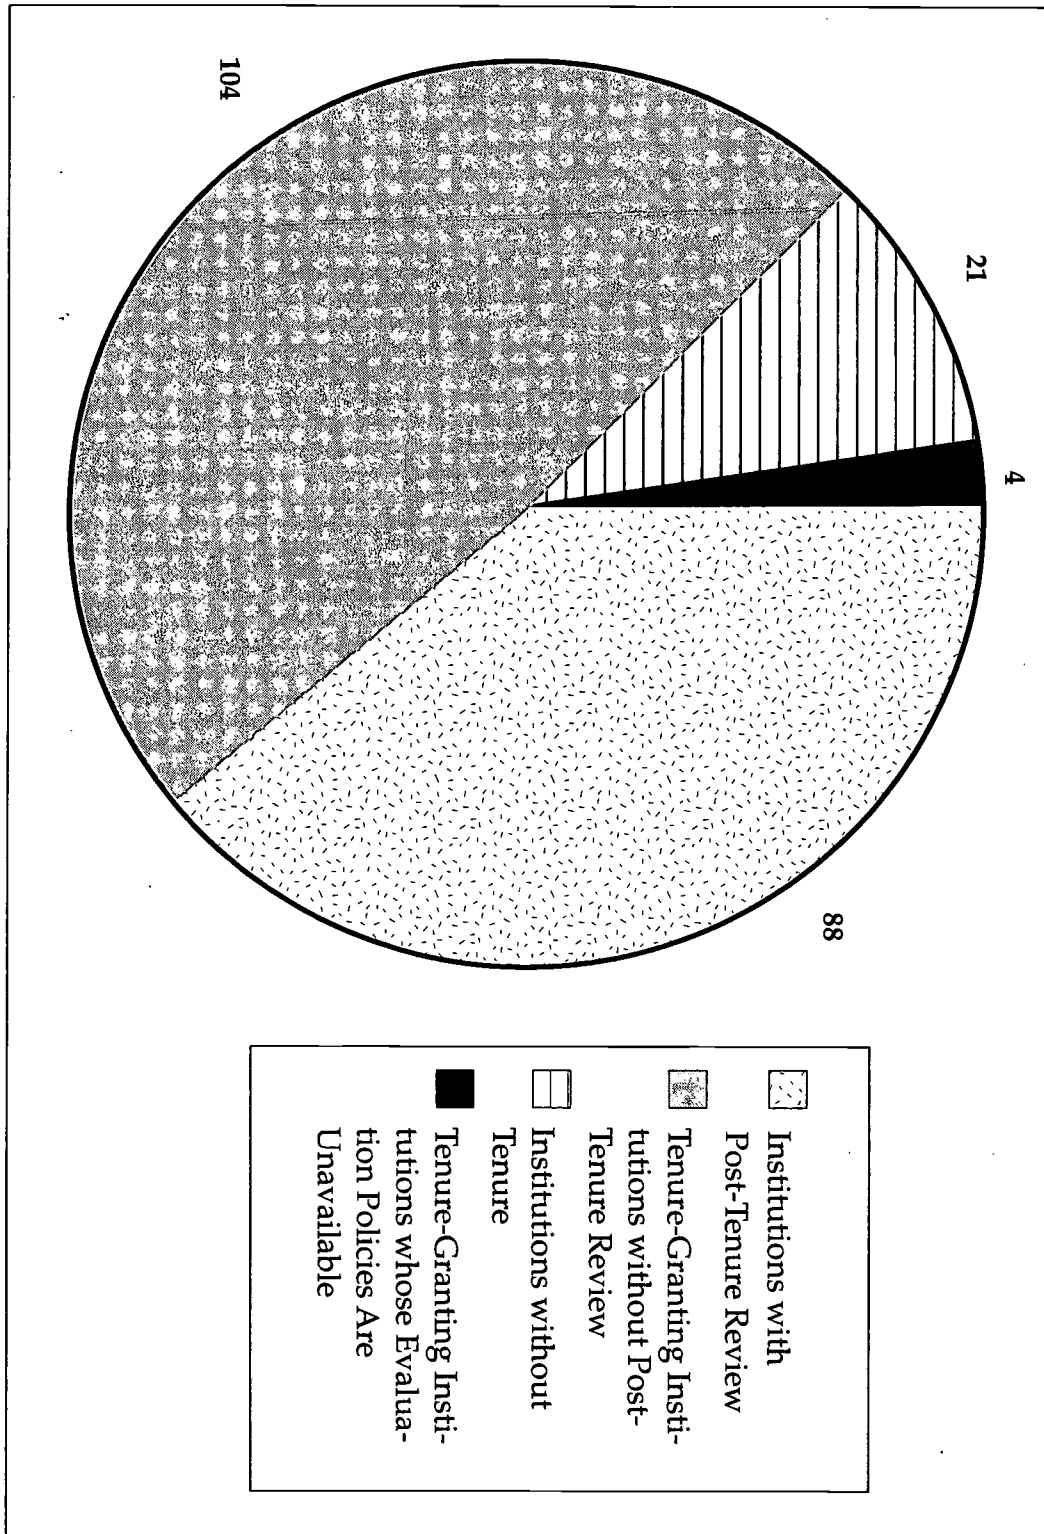 104
21
4
88
Institutions with
Post-Tenure Review
Tenure-Granting Insti-
tutions without Post-
Tenure Review
Institutions without
Tenure
Tenure-Granting Insti-
tutions whose Evalua-
tion Policies Are
Unavailable